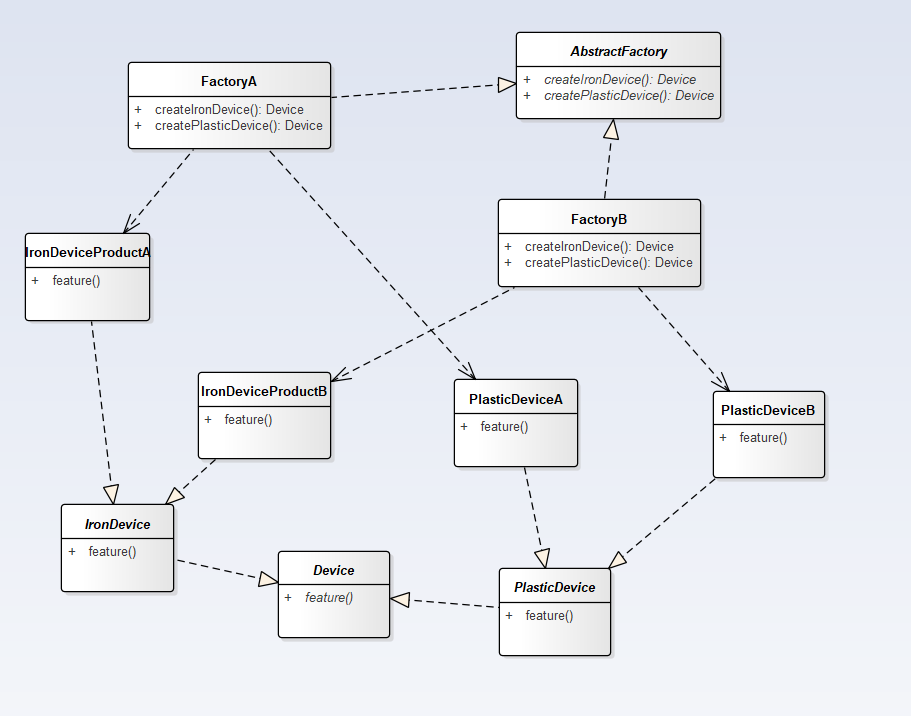 AbstractFactory
+ createIronDevice(): Device
+ createPlasticDevice(): Device
FactoryA
+ createIronDevice(): Device
+ createPlasticDevice(): Device
FactoryB
+ createIronDevice(): Device
+ createPlasticDevice(): Device
IronDeviceProductA
+ feature()
IronDeviceProductB
+ feature()
PlasticDeviceA
+ feature()
PlasticDeviceB
+ feature()
IronDevice
+ feature()
Device
+ feature()
PlasticDevice
+ feature()